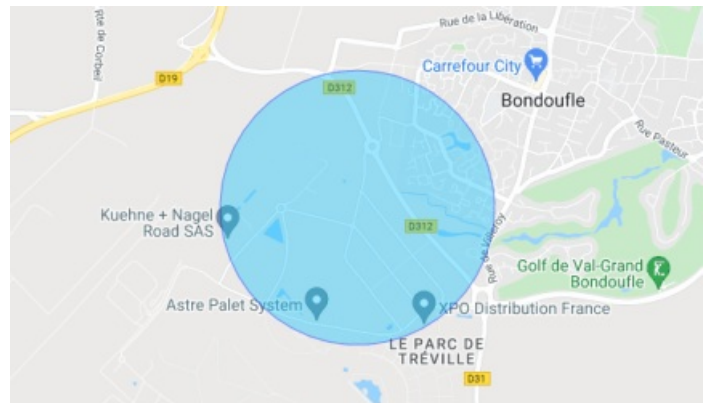 Rte de Corbeil
Rue de la Libération
Carrefour City
D19
D312
Bondoufle
Rue Pasteur
Kuehne + Nagel
Road SAS
D312
Rue de Villeroy
Golf de Val-Grand
Bondoufle
Astre Palet System
XPO Distribution France
LE PARC DE
TRÉVILLE
D31